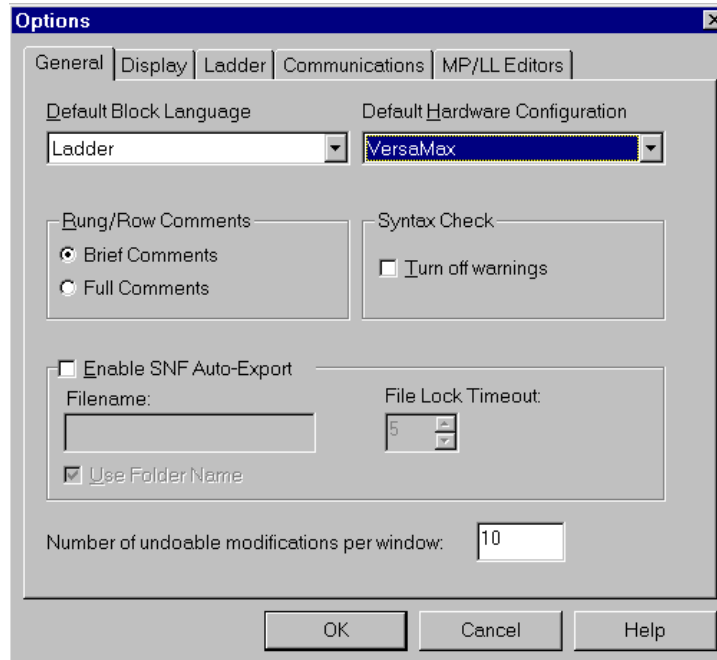 Options
General Display Ladder Communications MP/LL Editors
Default Block Language Default Hardware Configuration
Ladder VersaMax
Rung/Row Comments Syntax Check
Brief Comments Turn off warnings
Full Comments
Enable SNF Auto-Export
Filename: File Lock Timeout:
5
Use Folder Name
Number of undoable modifications per window: 10
OK Cancel Help